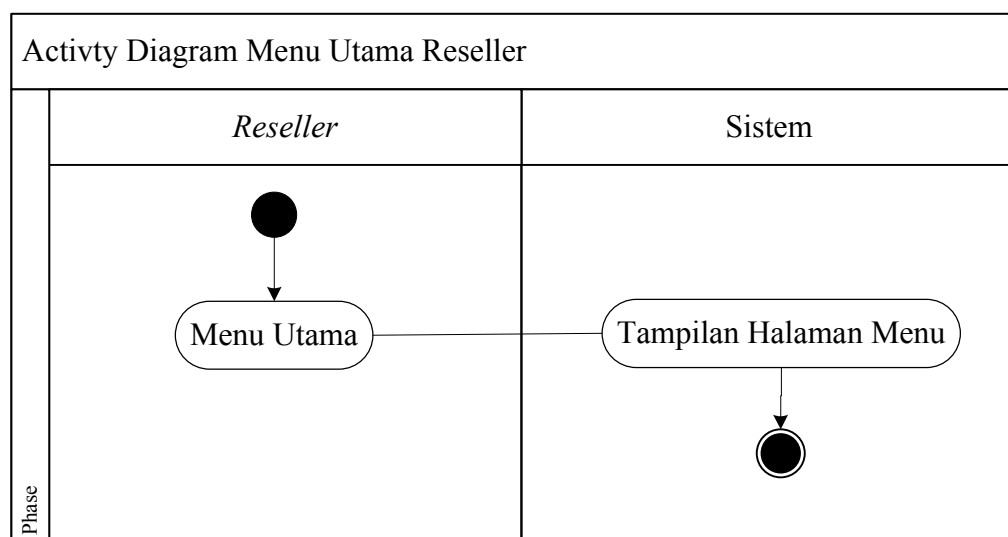 Activty Diagram Menu Utama Reseller
Reseller
Sistem
Menu Utama
Tampilan Halaman Menu
Phase